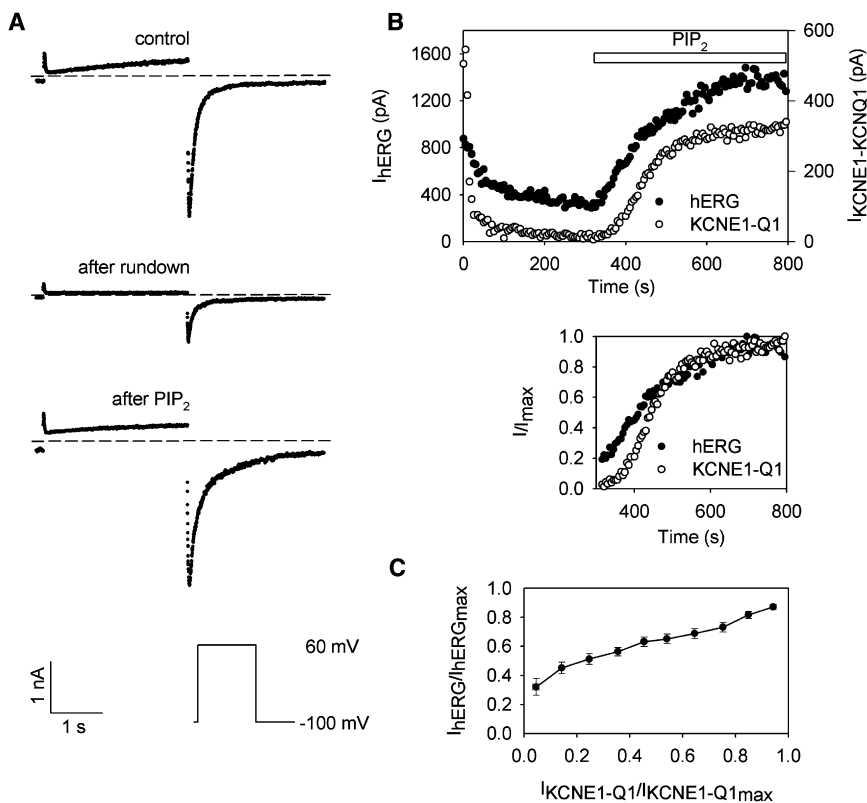 A
control
after rundown
after PIP2
60 mV
-100 mV
1 nA
1 s
B
PIP2
IhERG (pA)
1600
1200
800
400
0
600
400
200
0
IKCNE1-KCNQ1 (pA)
hERG
KCNE1-Q1
0 200 400 600 800
Time (s)
I/Imax
1.0
0.8
0.6
0.4
0.2
0.0
hERG
KCNE1-Q1
400 600 800
Time (s)
C
IhERG/IhERGmax
1.0
0.8
0.6
0.4
0.2
0.0
0.0 0.2 0.4 0.6 0.8 1.0
IKCNE1-Q1/IKCNE1-Q1max